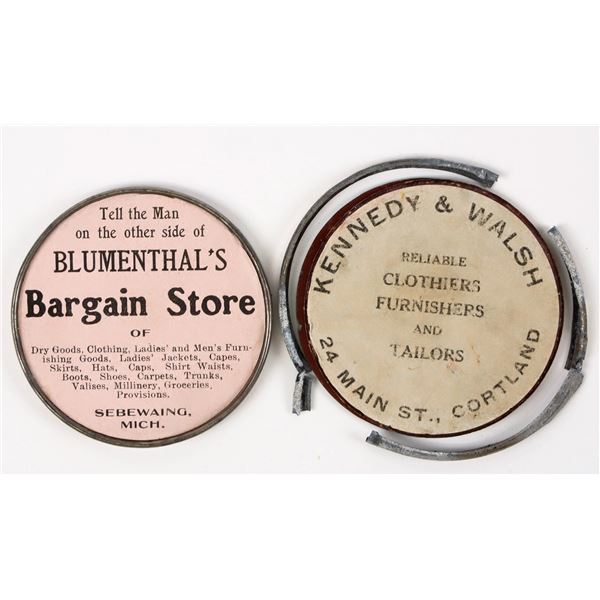 Tell the Man
on the other side of
BLUMENTHAL'S
Bargain Store
OF
Dry Goods, Clothing, Ladies' and Men's Furn-
ishing Goods, Ladies' Jackets, Capes,
Skirts, Hats, Caps, Shirt Waists,
Boots, Shoes, Carpets, Trunks,
Valises, Millinery, Groceries,
Provisions.
SEBEWAING,
MICH.
KENNEDY & WALSH
RELIABLE
CLOTHIERS
FURNISHERS
AND
TAILORS
24 MAIN ST., CORTLAND